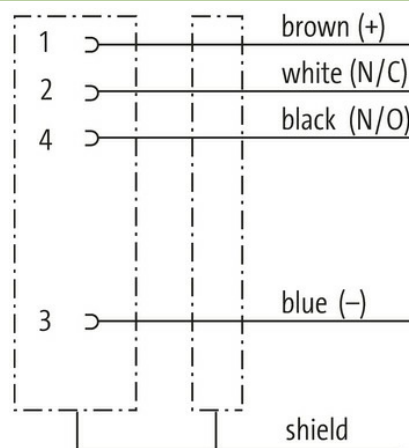 1 brown (+)
2 white (N/C)
4 black (N/O)
3 blue (–)
shield